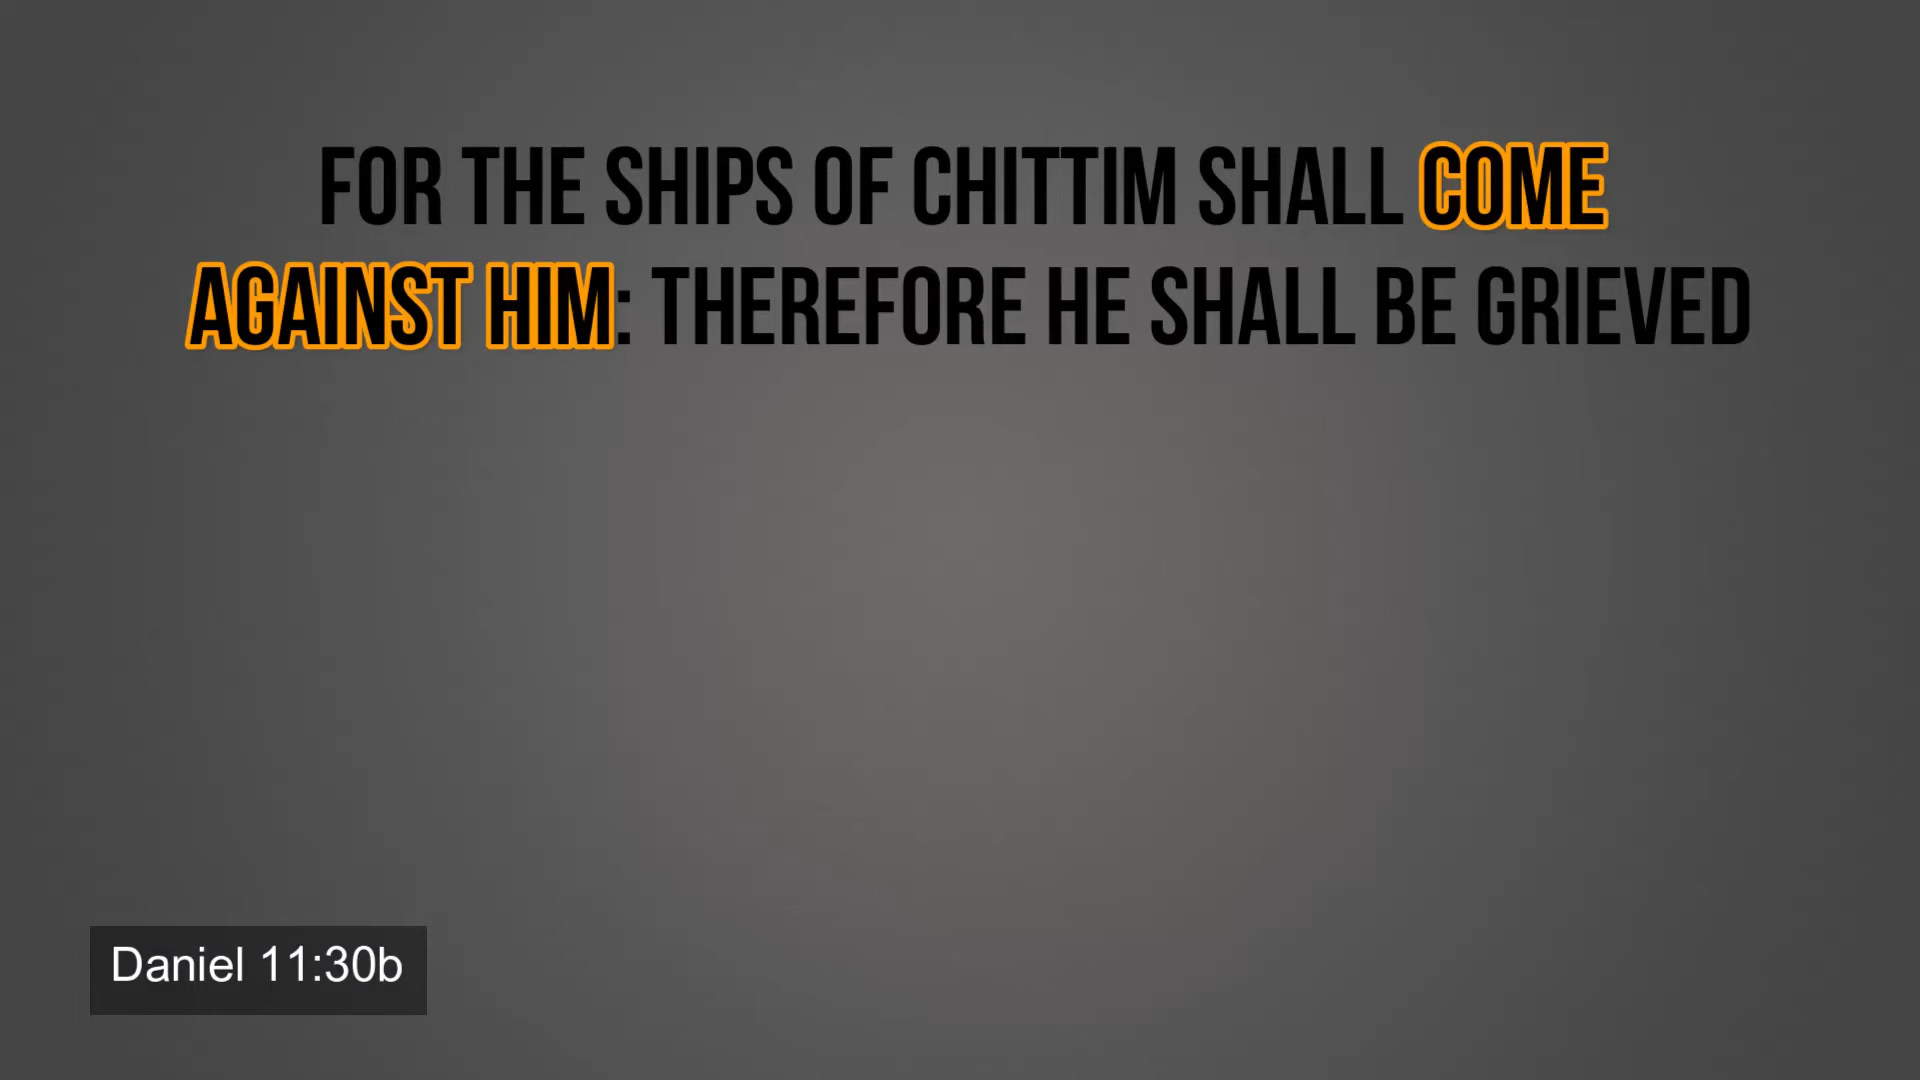 FOR THE SHIPS OF CHITTIM SHALL COME
AGAINST HIM: THEREFORE HE SHALL BE GRIEVED
Daniel 11:30b